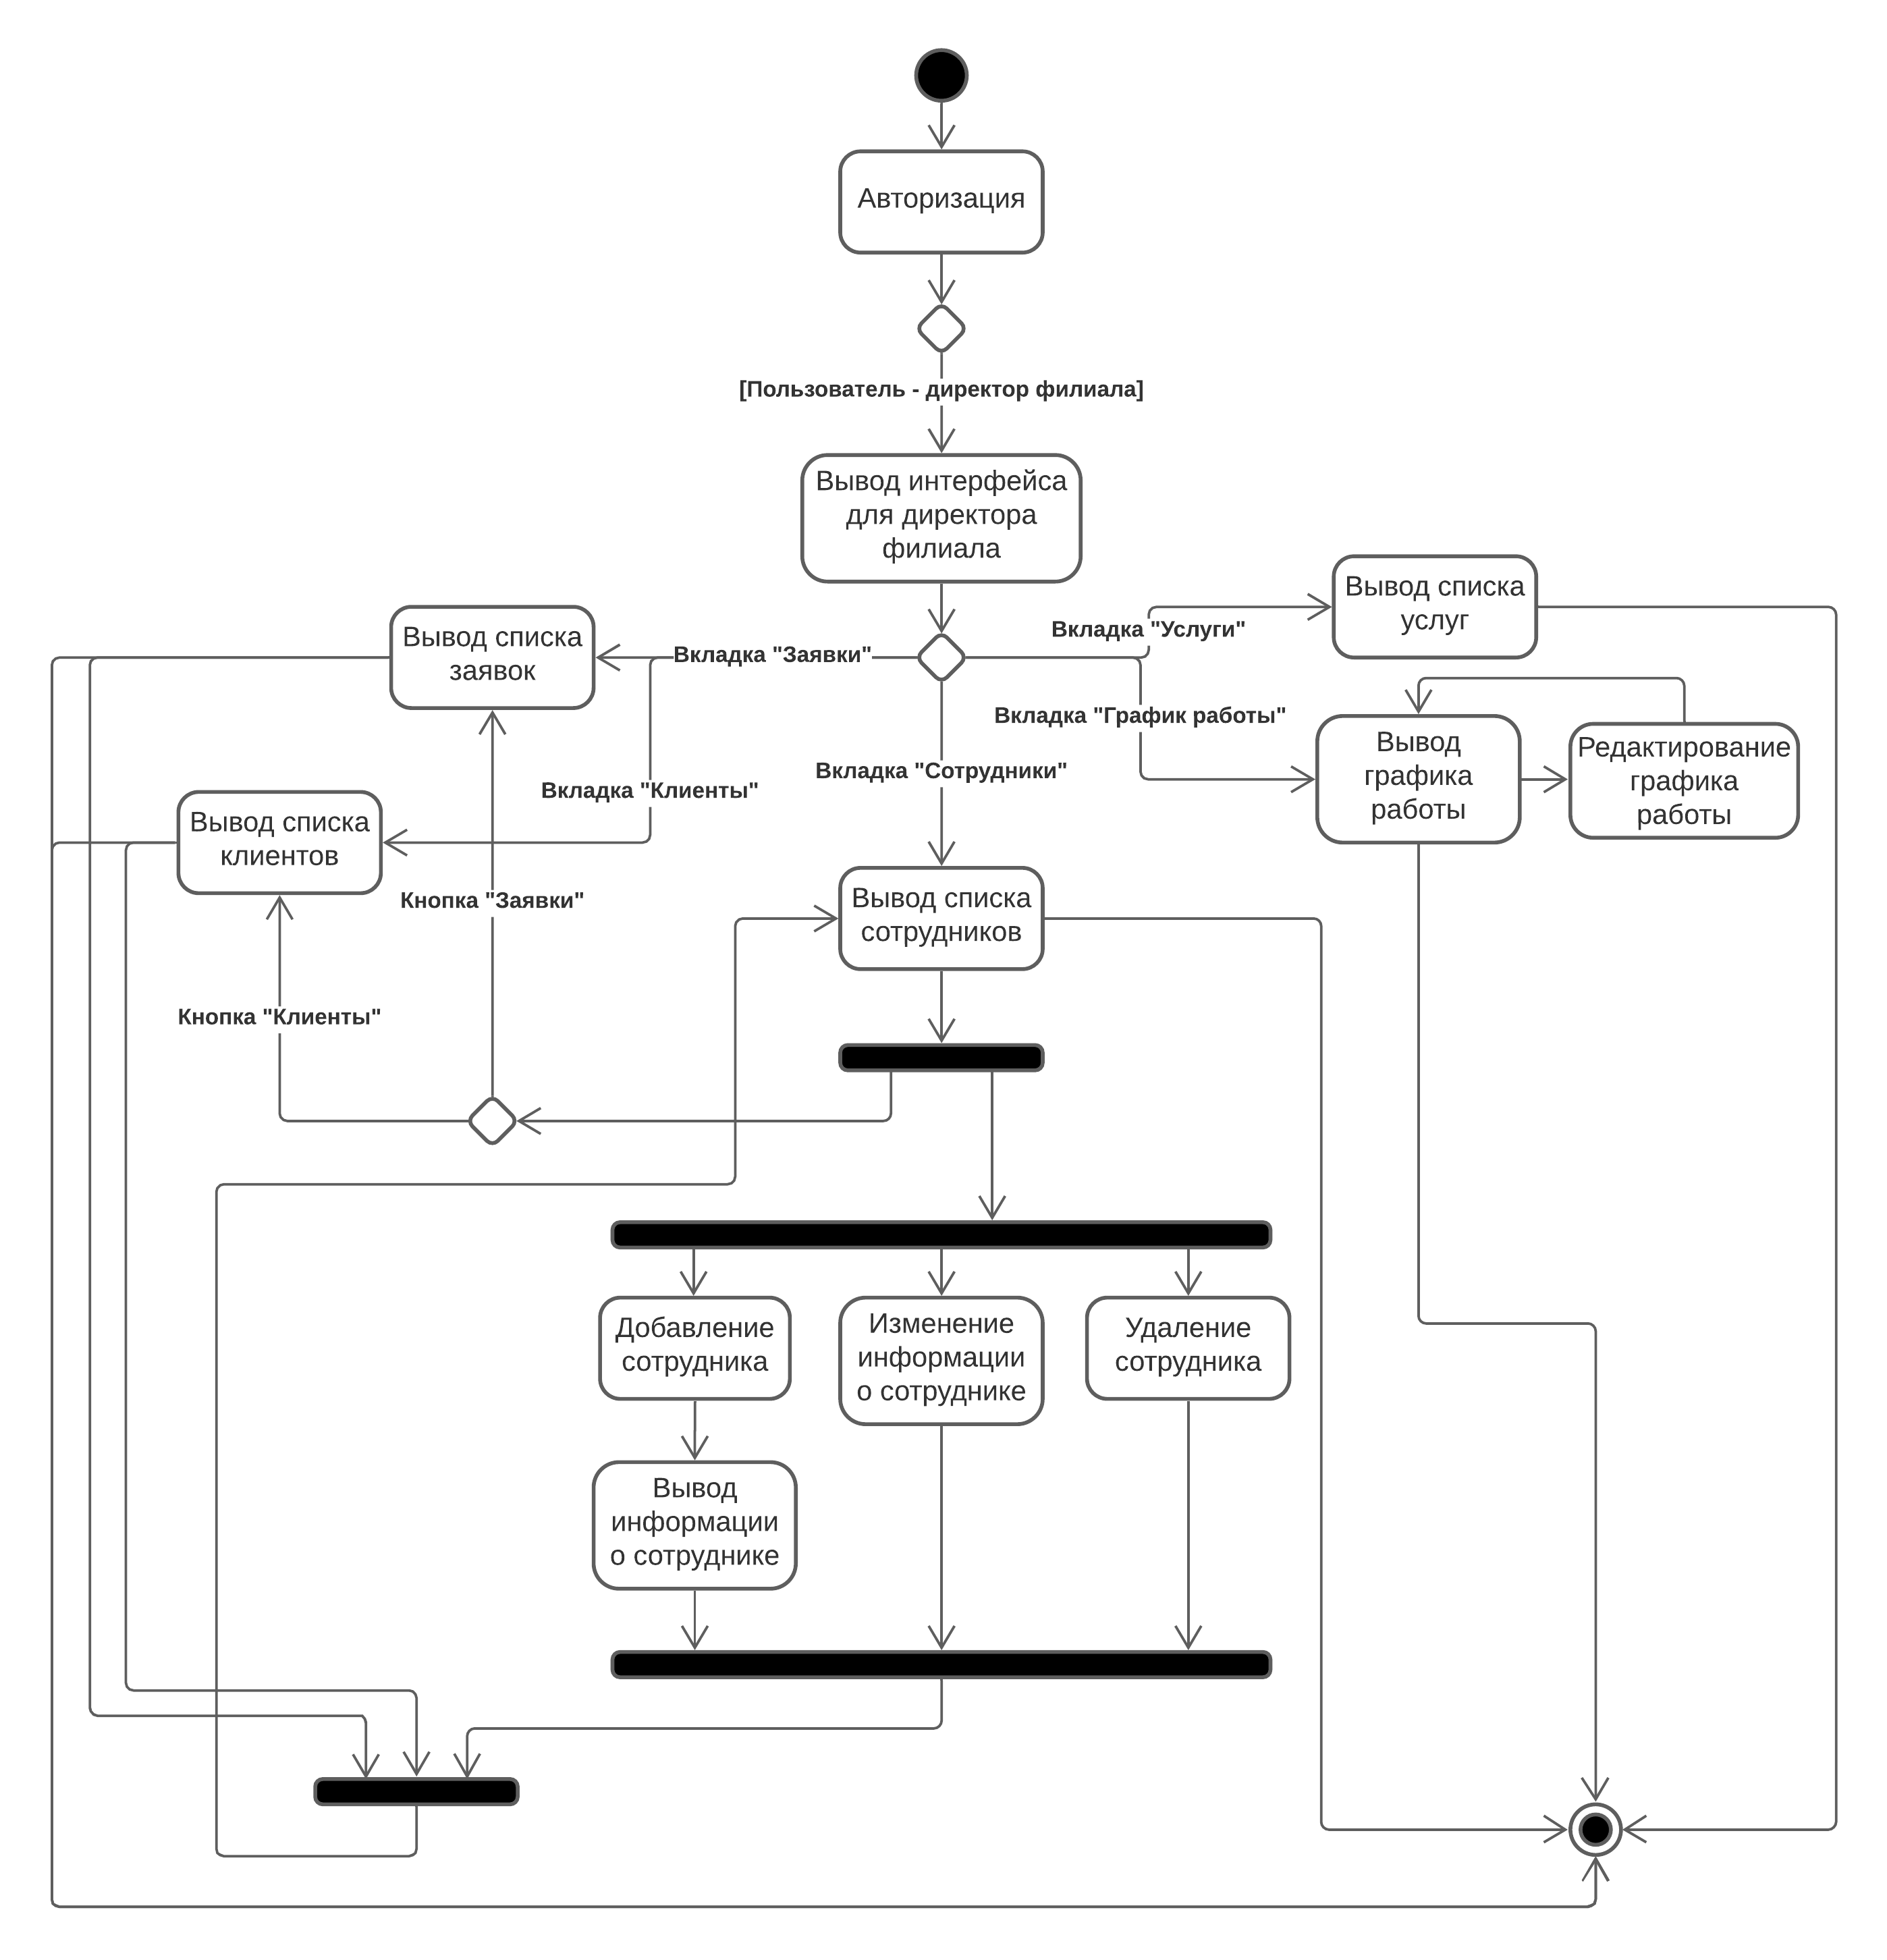 Авторизация
[Пользователь - директор филиала]
Вывод интерфейса
для директора
филиала
Вывод списка
услуг
Вкладка "Услуги"
Вывод списка
заявок
Вкладка "Заявки"
Вкладка "График работы"
Вывод
графика
работы
Редактирование
графика
работы
Вкладка "Сотрудники"
Вкладка "Клиенты"
Вывод списка
клиентов
Кнопка "Заявки"
Вывод списка
сотрудников
Кнопка "Клиенты"
Добавление
сотрудника
Изменение
информации
о сотруднике
Удаление
сотрудника
Вывод
информации
о сотруднике